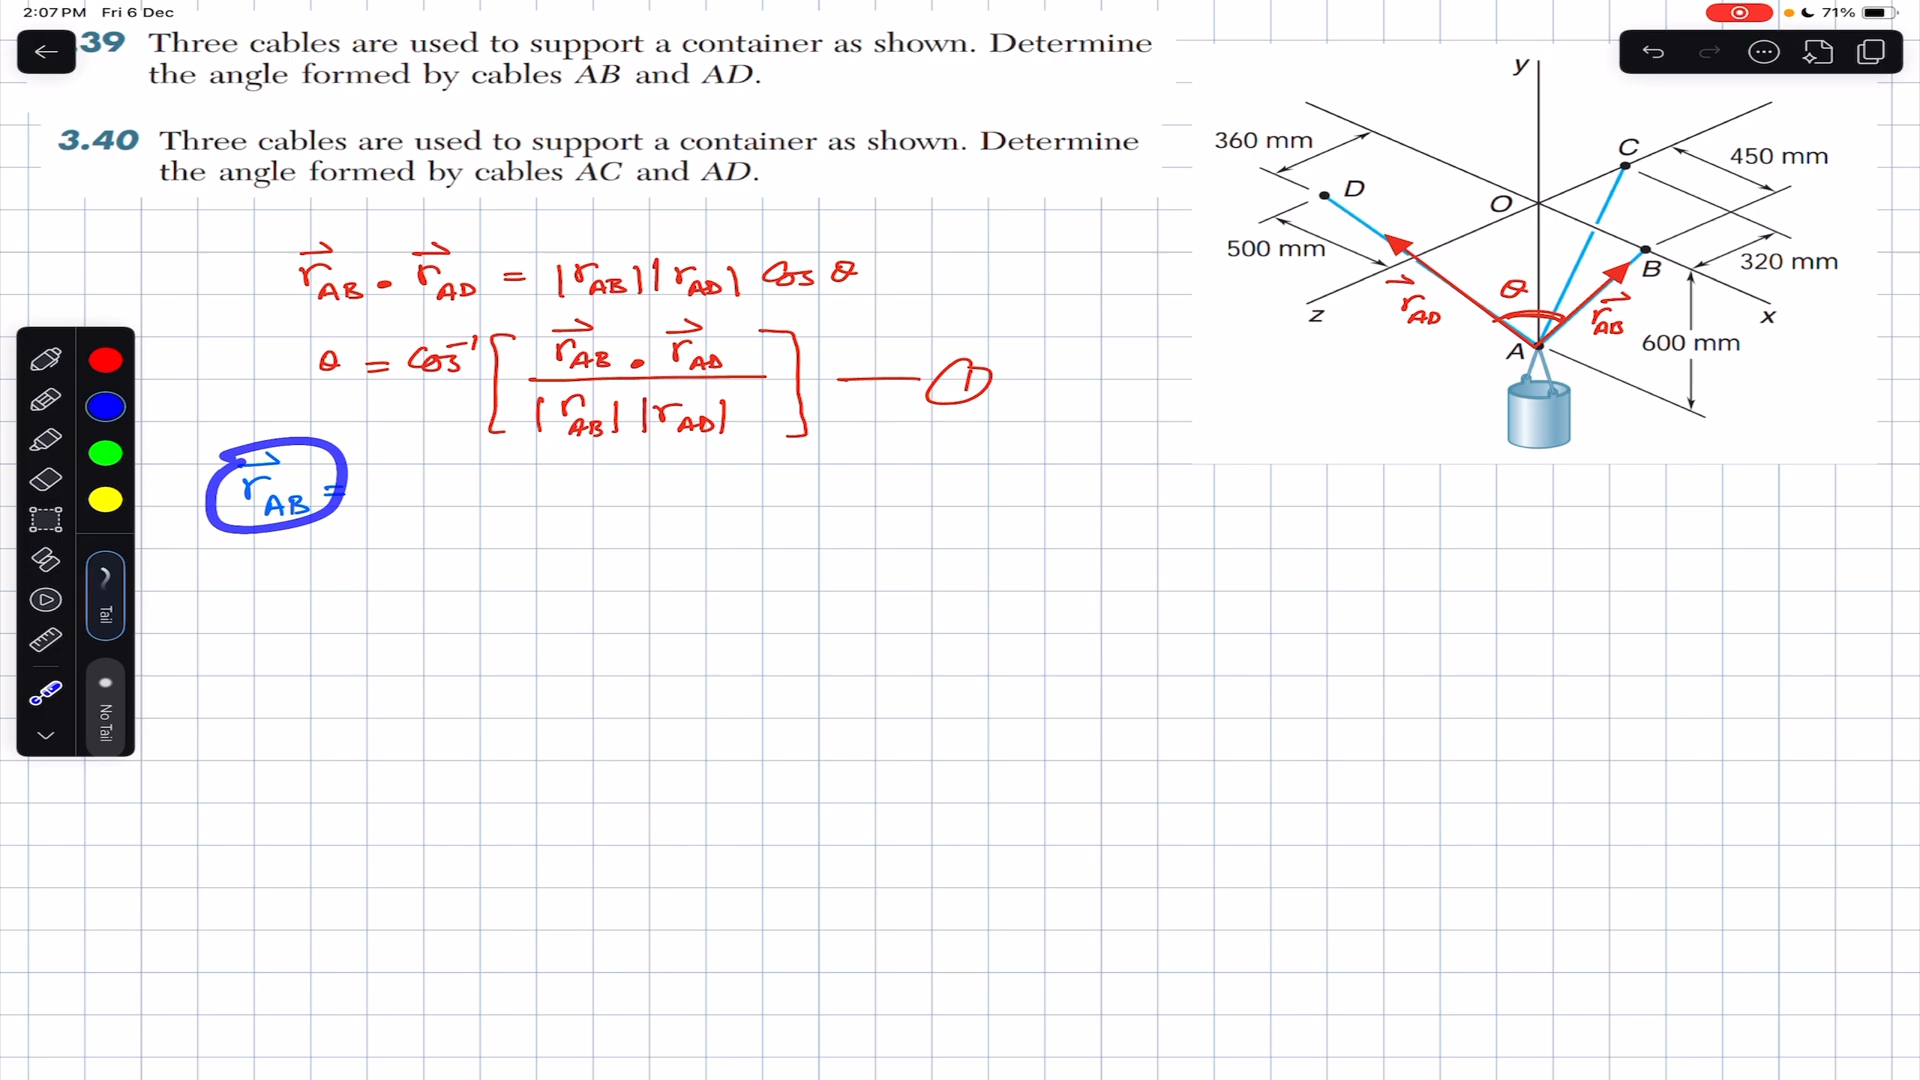 2:07 PM Fri 6 Dec
71%
.39 Three cables are used to support a container as shown. Determine
the angle formed by cables AB and AD.
3.40 Three cables are used to support a container as shown. Determine
the angle formed by cables AC and AD.
r⃗AB . r⃗AD = |rAB| |rAD| Cos θ
θ = Cos⁻¹ [ r⃗AB . r⃗AD / |rAB| |rAD| ] —— ①
r⃗AB =
y
360 mm
C
450 mm
D
O
500 mm
B
320 mm
θ
r⃗AD
r⃗AB
z
x
A
600 mm
Tail
No Tail